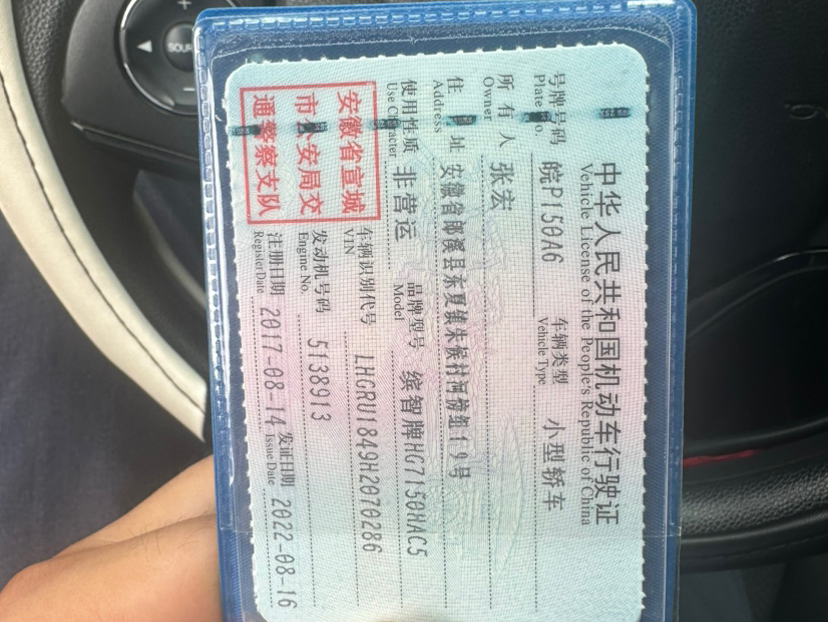 中华人民共和国机动车行驶证
Vehicle License of the People's Republic of China
号牌号码 皖P150A6 车辆类型 小型轿车
Plate No. Vehicle Type
所有人 张宏
Owner
住址 安徽省郎溪县东夏镇朱侯村河傍组19号
Address
使用性质 非营运 品牌型号 缤智牌HG7150HAC5
Use Character Model
安徽省宣城
市公安局交
通警察支队
车辆识别代号 LHGRU1849H2070286
VIN
发动机号码 5138913
Engine No.
注册日期 2017-08-14 发证日期 2022-08-16
Register Date Issue Date